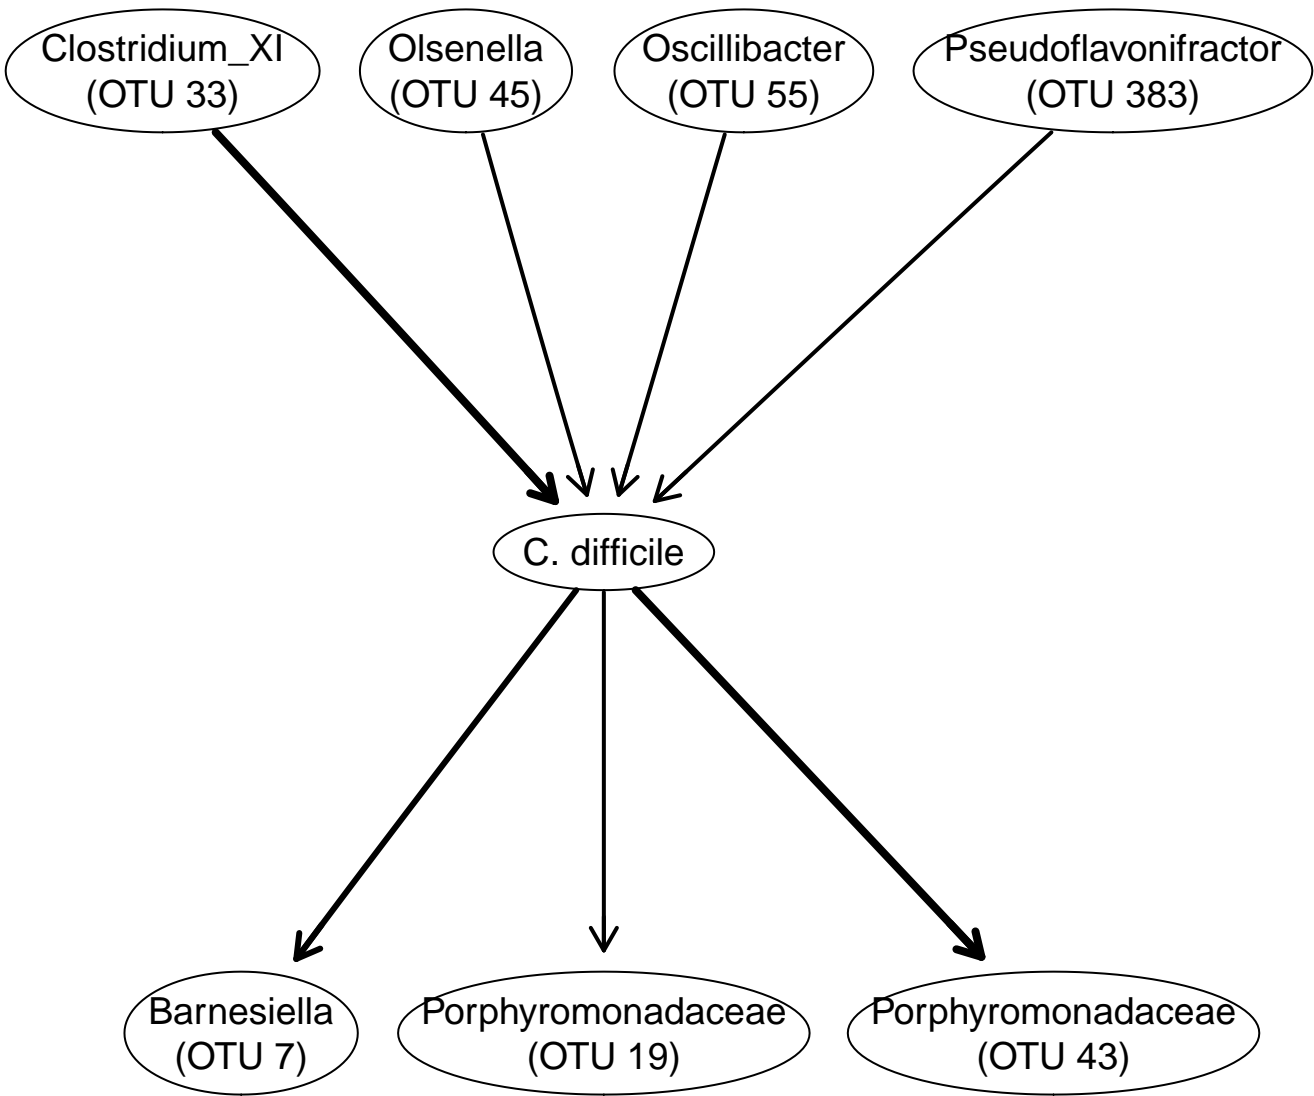 Clostridium_XI
(OTU 33)
Olsenella
(OTU 45)
Oscillibacter
(OTU 55)
Pseudoflavonifractor
(OTU 383)
C. difficile
Barnesiella
(OTU 7)
Porphyromonadaceae
(OTU 19)
Porphyromonadaceae
(OTU 43)